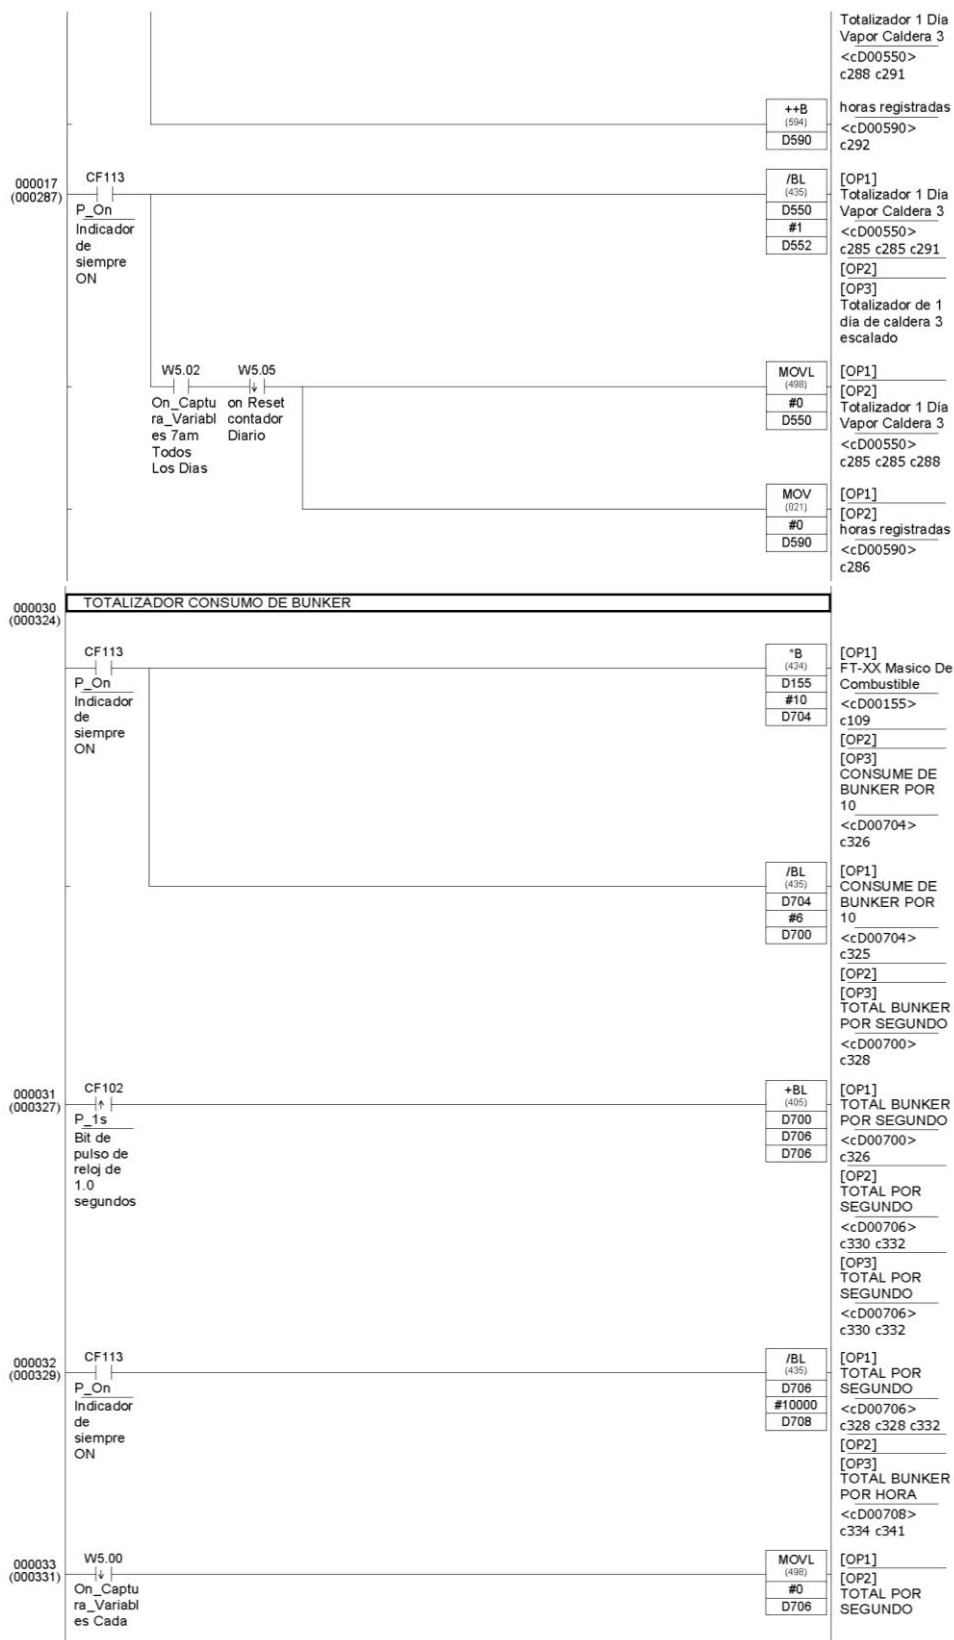 Totalizador 1 Día
Vapor Caldera 3
<cD00550>
c288 c291
++B
(594)
D590
horas registradas
<cD00590>
c292
000017
(000287)
CF113
P_On
Indicador
de
siempre
ON
/BL
(435)
D550
#1
D552
[OP1]
Totalizador 1 Día
Vapor Caldera 3
<cD00550>
c285 c285 c291
[OP2]
[OP3]
Totalizador de 1
día de caldera 3
escalado
W5.02
On_Captu
ra_Variabl
es 7am
Todos
Los Dias
W5.05
on Reset
contador
Diario
MOVL
(498)
#0
D550
[OP1]
[OP2]
Totalizador 1 Día
Vapor Caldera 3
<cD00550>
c285 c285 c288
MOV
(021)
#0
D590
[OP1]
[OP2]
horas registradas
<cD00590>
c286
000030
(000324)
TOTALIZADOR CONSUMO DE BUNKER
CF113
P_On
Indicador
de
siempre
ON
*B
(424)
D155
#10
D704
[OP1]
FT-XX Masico De
Combustible
<cD00155>
c109
[OP2]
[OP3]
CONSUME DE
BUNKER POR
10
<cD00704>
c326
/BL
(435)
D704
#6
D700
[OP1]
CONSUME DE
BUNKER POR
10
<cD00704>
c325
[OP2]
[OP3]
TOTAL BUNKER
POR SEGUNDO
<cD00700>
c328
000031
(000327)
CF102
P_1s
Bit de
pulso de
reloj de
1.0
segundos
+BL
(405)
D700
D706
D706
[OP1]
TOTAL BUNKER
POR SEGUNDO
<cD00700>
c326
[OP2]
TOTAL POR
SEGUNDO
<cD00706>
c330 c332
[OP3]
TOTAL POR
SEGUNDO
<cD00706>
c330 c332
000032
(000329)
CF113
P_On
Indicador
de
siempre
ON
/BL
(435)
D706
#10000
D708
[OP1]
TOTAL POR
SEGUNDO
<cD00706>
c328 c328 c332
[OP2]
[OP3]
TOTAL BUNKER
POR HORA
<cD00708>
c334 c341
000033
(000331)
W5.00
On_Captu
ra_Variabl
es Cada
MOVL
(498)
#0
D706
[OP1]
[OP2]
TOTAL POR
SEGUNDO